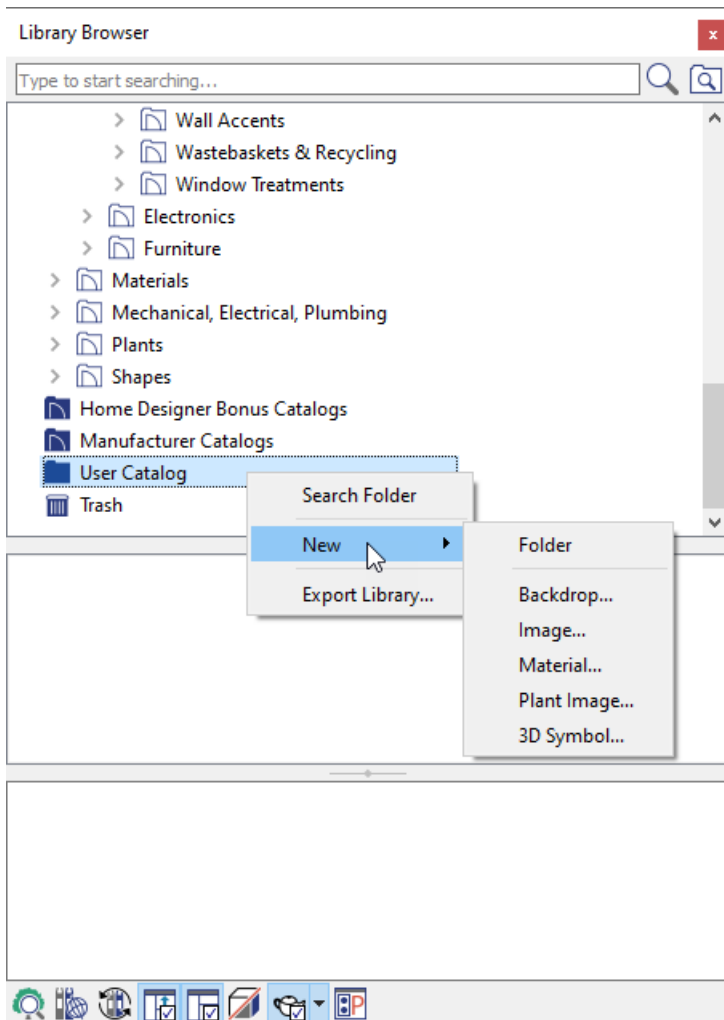 Library Browser
x
Type to start searching...
Wall Accents
Wastebaskets & Recycling
Window Treatments
Electronics
Furniture
Materials
Mechanical, Electrical, Plumbing
Plants
Shapes
Home Designer Bonus Catalogs
Manufacturer Catalogs
User Catalog
Trash
Search Folder
New
Export Library...
Folder
Backdrop...
Image...
Material...
Plant Image...
3D Symbol...
P